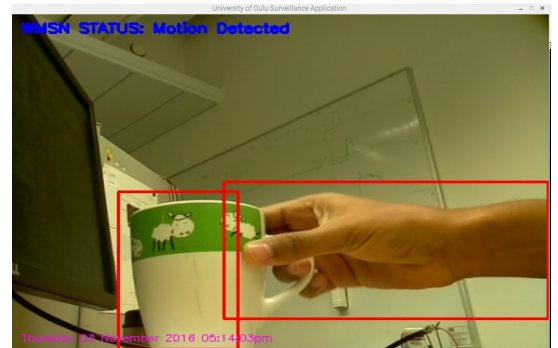 University of Oulu Surveillance Application
WMSN STATUS: Motion Detected
Thursday 03 November 2016 05:14:03pm